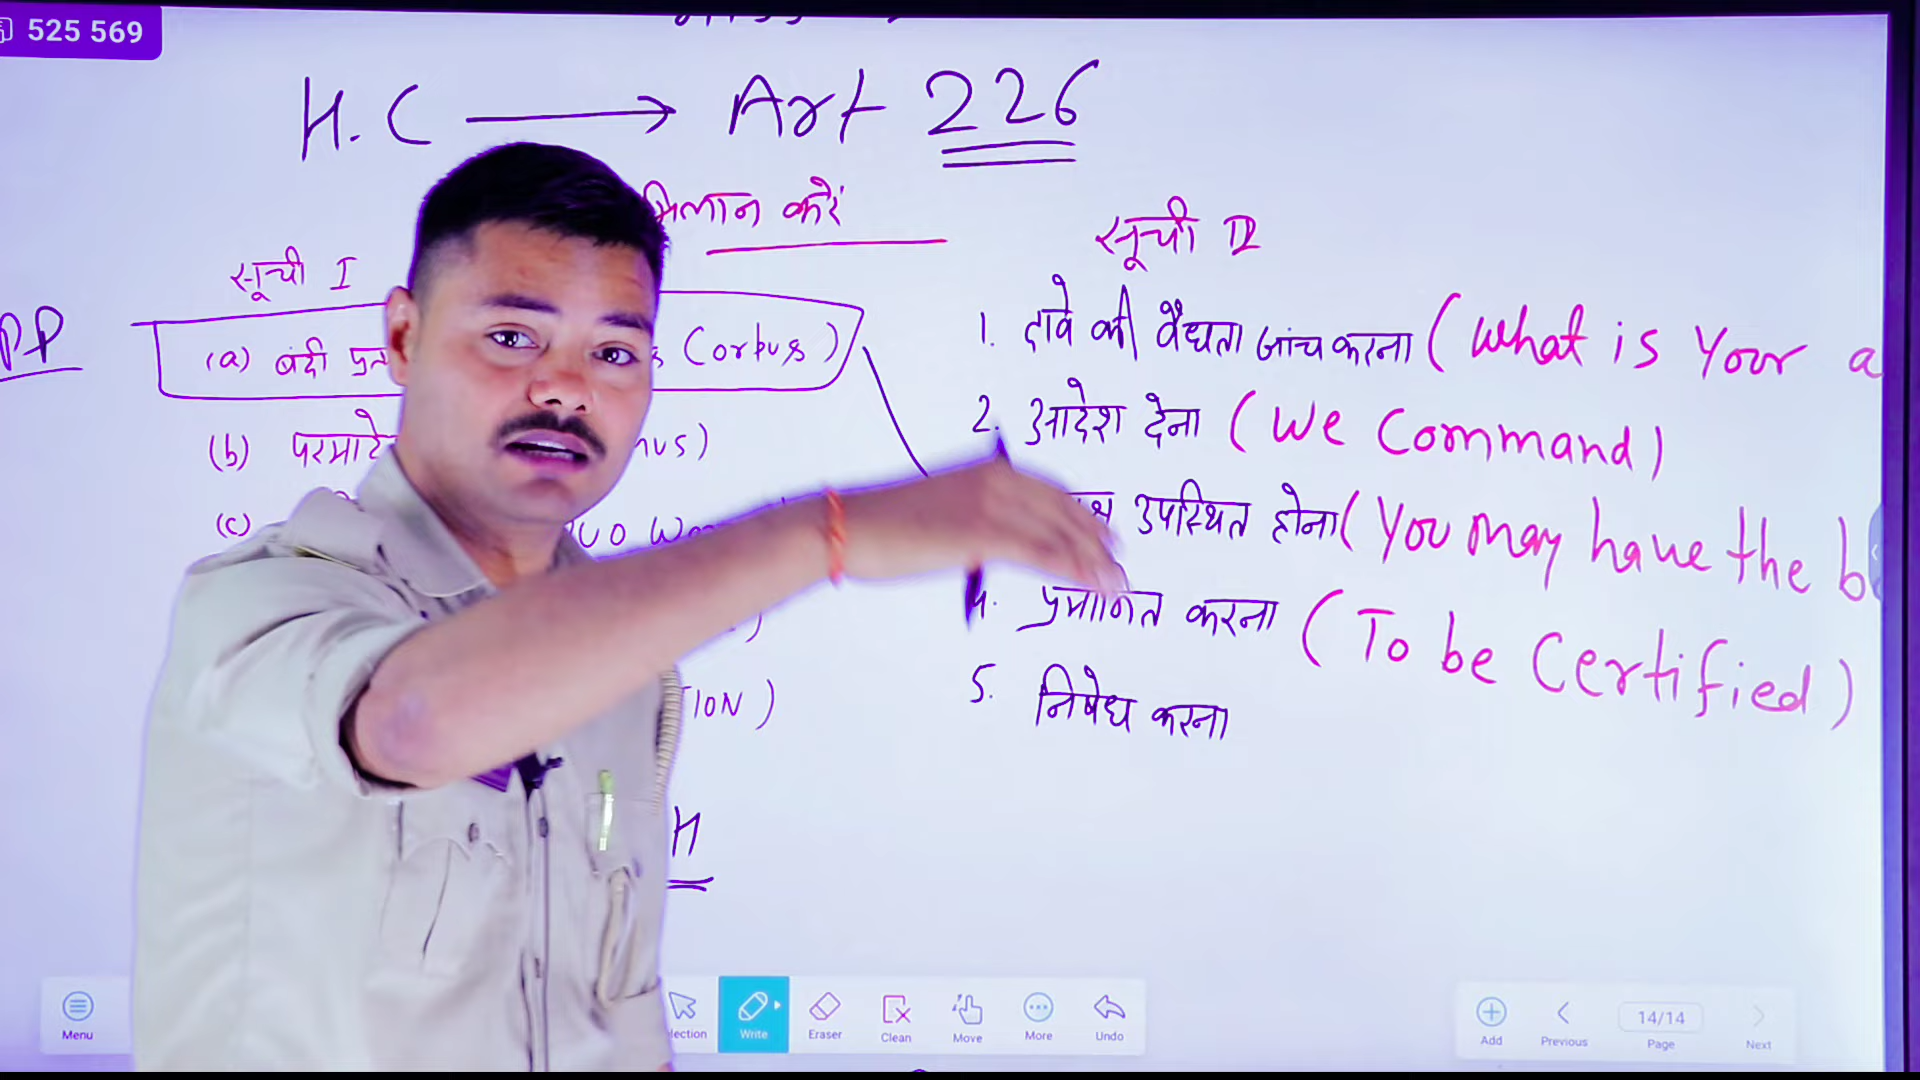 525 569
H.C → Art 226
मिलान करें
सूची I
सूची II
PP
(a) बंदी Corpus)
1. दावे की वैधता जांच करना (What is Your a
(b) nus)
2. आदेश देना (We Command)
(c) uo Wa
उपस्थित होना (You may have the b
4. प्रमाणित करना (To be Certified)
TION)
5. निषेध करना
H
Menu
lection
Write
Eraser
Clean
Move
More
Undo
Add
Previous
14/14
Page
Next